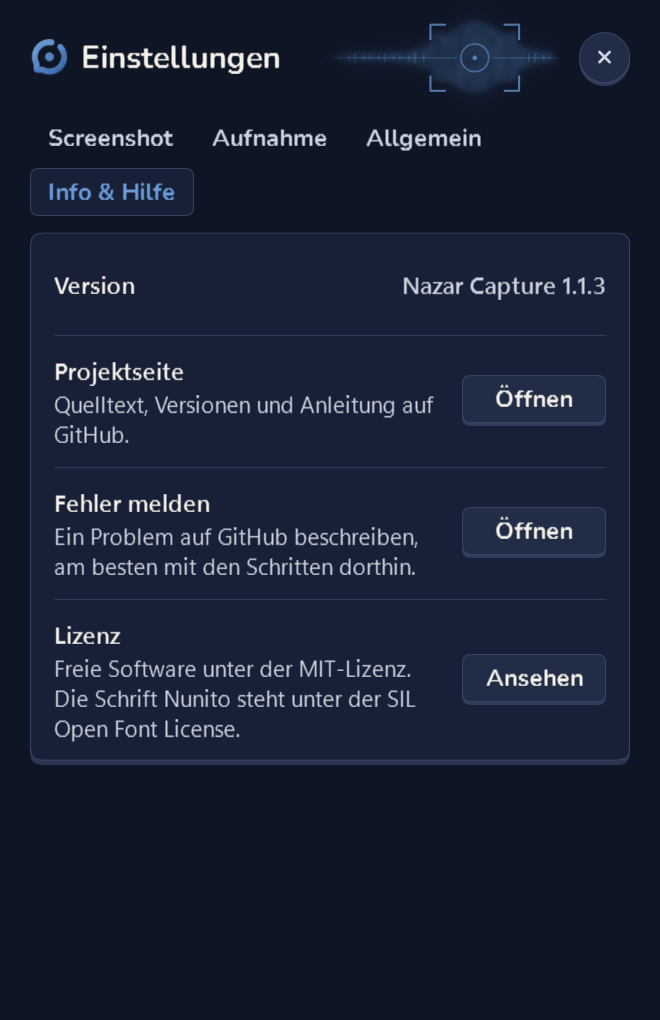 Einstellungen
Screenshot
Aufnahme
Allgemein
Info & Hilfe
Version
Nazar Capture 1.1.3
Projektseite
Quelltext, Versionen und Anleitung auf
GitHub.
Öffnen
Fehler melden
Ein Problem auf GitHub beschreiben,
am besten mit den Schritten dorthin.
Öffnen
Lizenz
Freie Software unter der MIT-Lizenz.
Die Schrift Nunito steht unter der SIL
Open Font License.
Ansehen